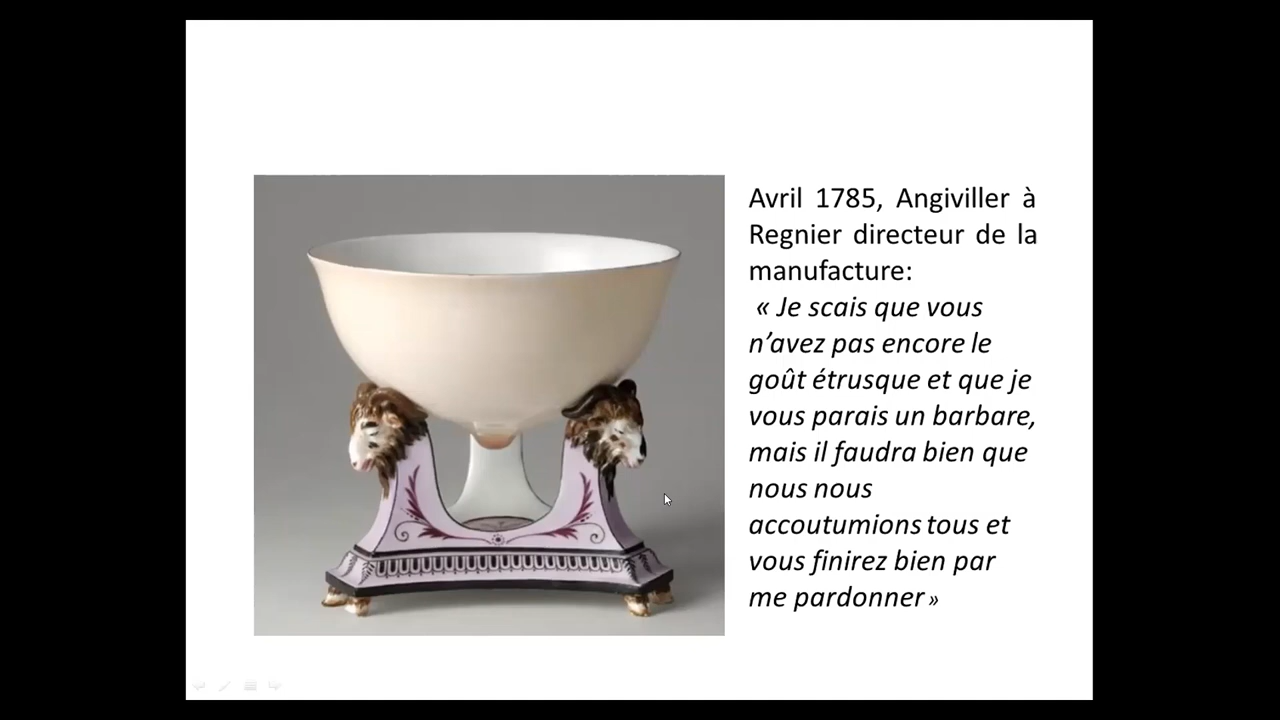 Avril 1785, Angiviller à
Regnier directeur de la
manufacture:
« Je scais que vous
n’avez pas encore le
goût étrusque et que je
vous parais un barbare,
mais il faudra bien que
nous nous
accoutumions tous et
vous finirez bien par
me pardonner »